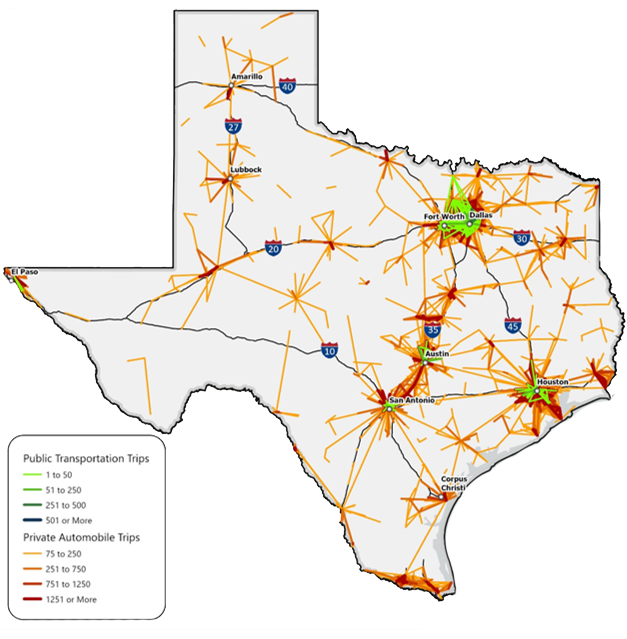 Amarillo
40
27
Lubbock
Fort Worth
Dallas
30
20
El Paso
35
45
10
Austin
Houston
San Antonio
Corpus
Christi
Public Transportation Trips
1 to 50
51 to 250
251 to 500
501 or More
Private Automobile Trips
75 to 250
251 to 750
751 to 1250
1251 or More